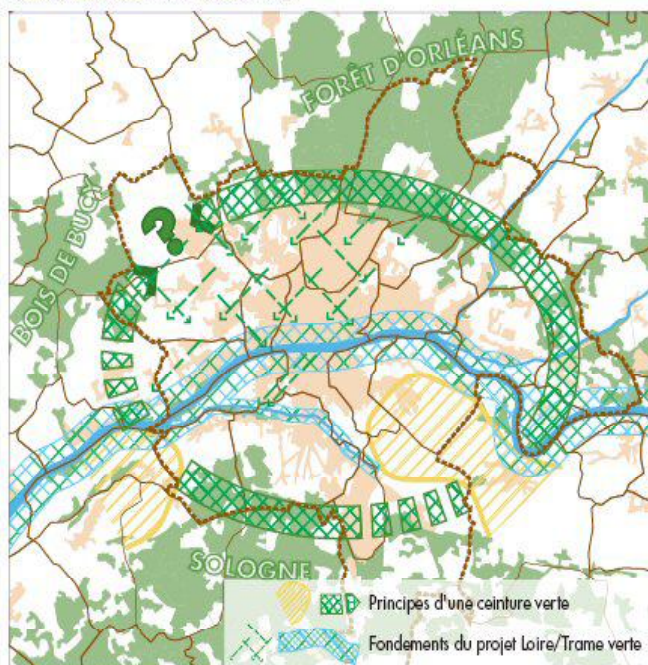 FORÊT D'ORLÉANS
BOIS DE BUCY
?
SOLOGNE
Principes d'une ceinture verte
Fondements du projet Loire/Trame verte